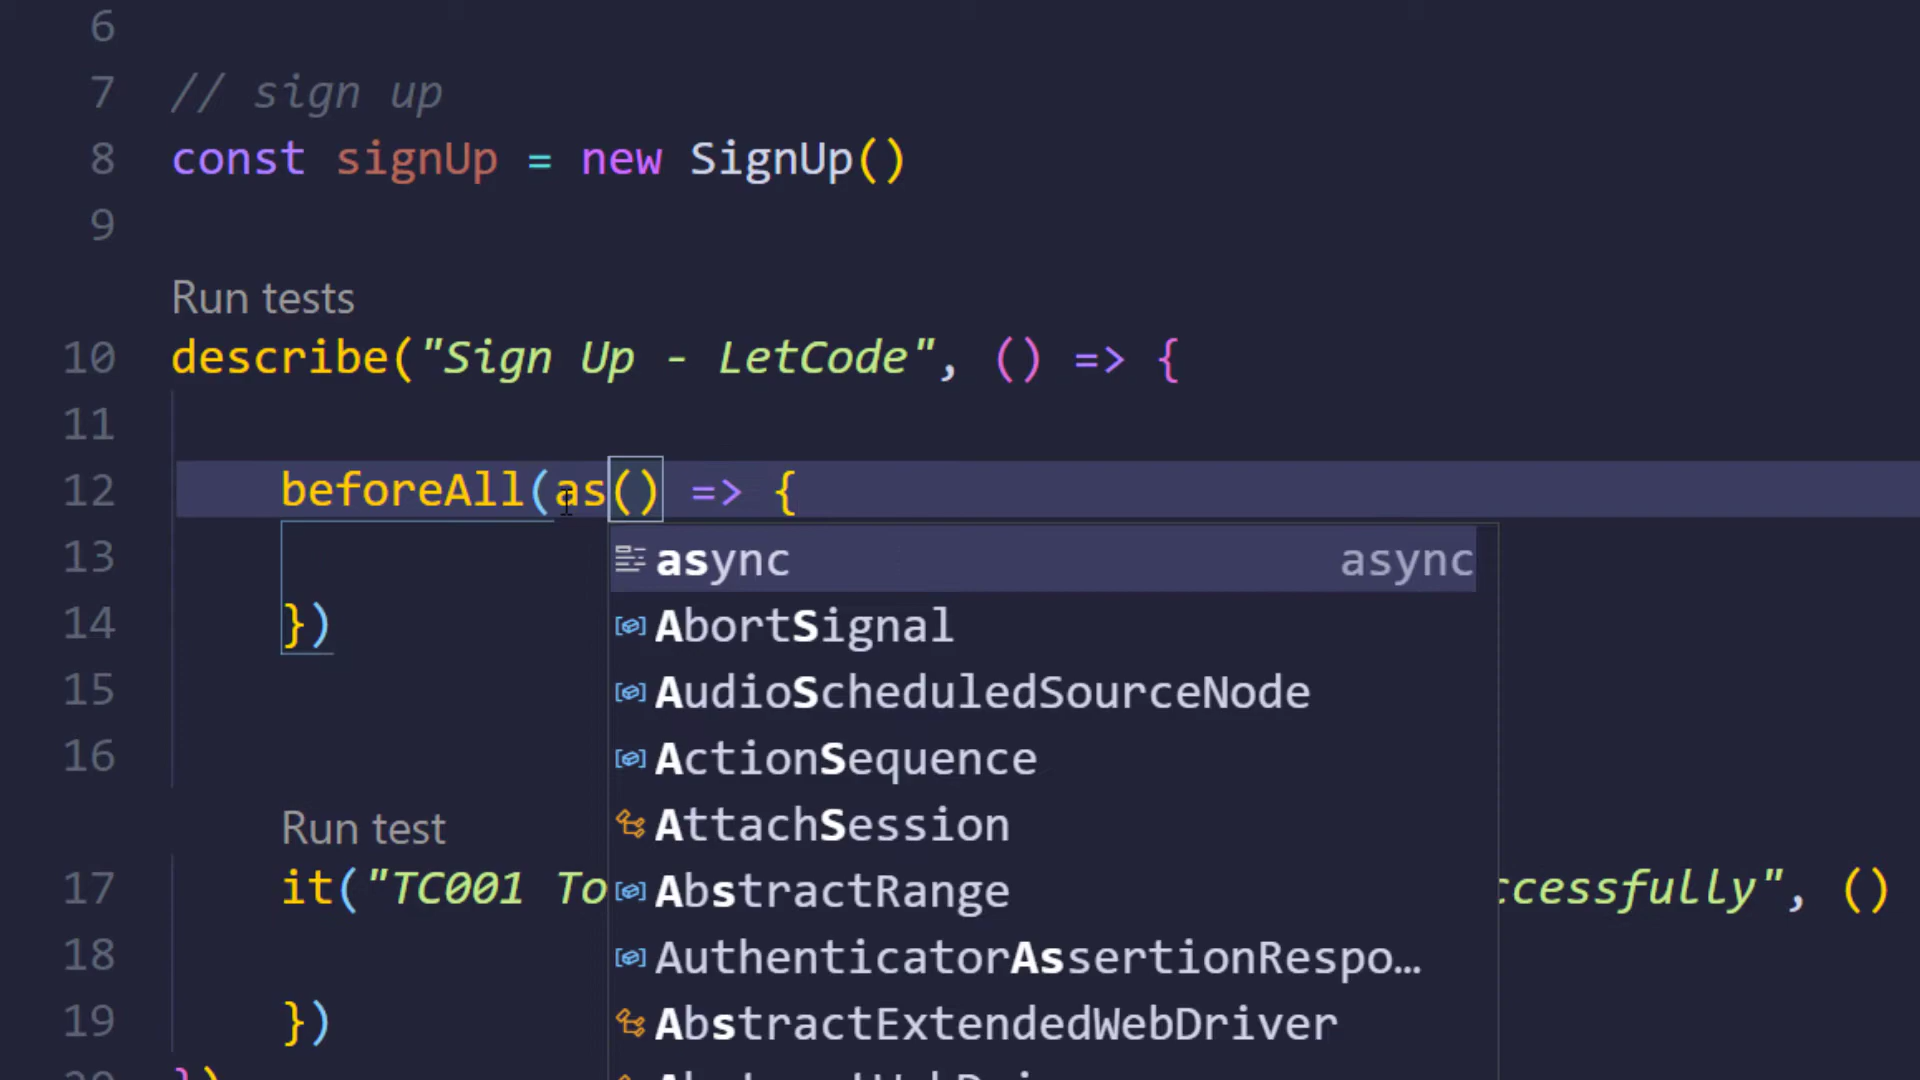 6
7 // sign up
8 const signUp = new SignUp()
9
Run tests
10 describe("Sign Up - LetCode", () => {
11
12 beforeAll(as() => {
13
async async
14 })
AbortSignal
15 AudioScheduledSourceNode
16 ActionSequence
Run test
AttachSession
17 it("TC001 To ccessfully", ()
AbstractRange
18
AuthenticatorAssertionRespo…
19 })
AbstractExtendedWebDriver
})